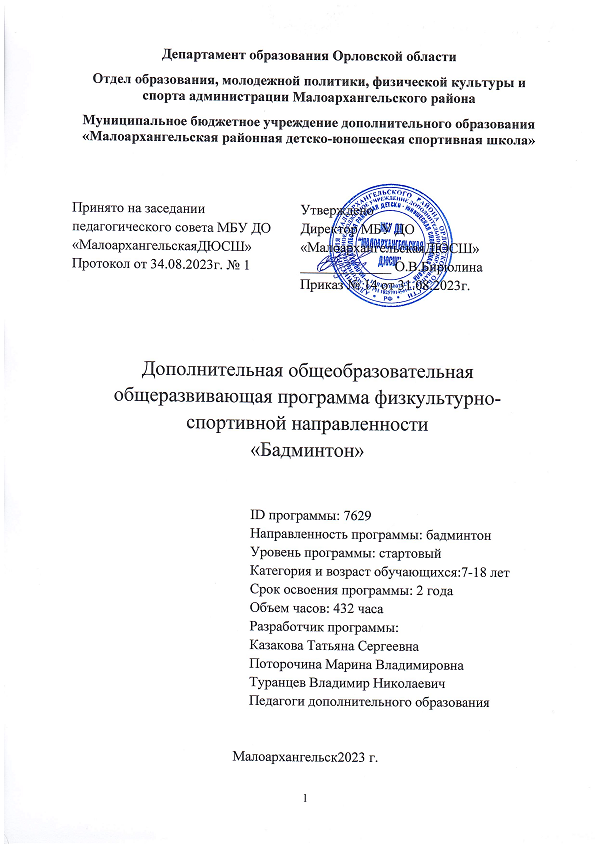 Департамент образования Орловской области
Отдел образования, молодежной политики, физической культуры и
спорта администрации Малоархангельского района
Муниципальное бюджетное учреждение дополнительного образования
«Малоархангельская районная детско-юношеская спортивная школа»
Принято на заседании
педагогического совета МБУ ДО
«МалоархангельскаяДЮСШ»
Протокол от 34.08.2023г. № 1
Утверждено
Директор МБУ ДО
«МалоархангельскаяДЮСШ»
О.В.Бирюлина
Приказ № 14 от 31.08.2023г.
МБУ ДО
"МАЛОАРХАНГЕЛЬСКАЯ
ДЮСШ"
Дополнительная общеобразовательная
общеразвивающая программа физкультурно-
спортивной направленности
«Бадминтон»
ID программы: 7629
Направленность программы: бадминтон
Уровень программы: стартовый
Категория и возраст обучающихся:7-18 лет
Срок освоения программы: 2 года
Объем часов: 432 часа
Разработчик программы:
Казакова Татьяна Сергеевна
Поторочина Марина Владимировна
Туранцев Владимир Николаевич
Педагоги дополнительного образования
Малоархангельск2023 г.
1